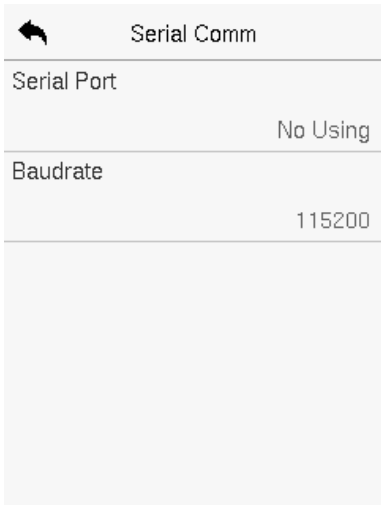 Serial Comm
Serial Port
No Using
Baudrate
115200